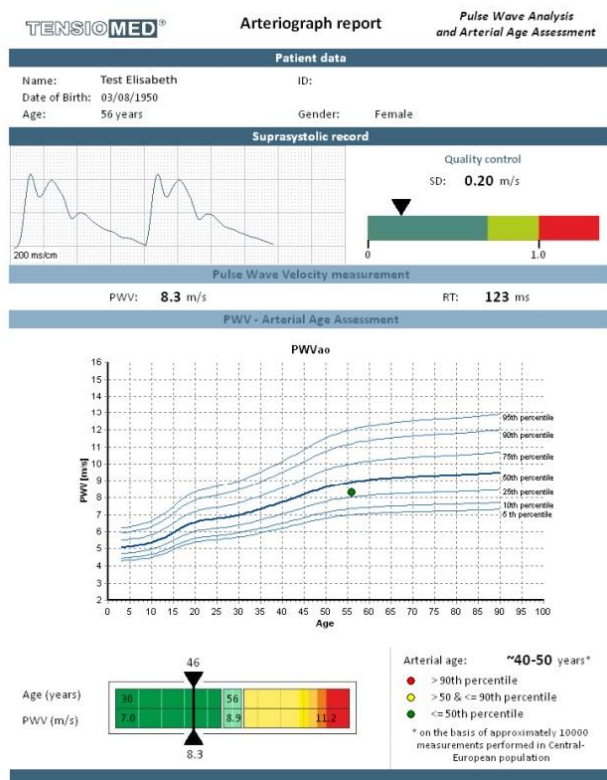 TENSIOMED®
Arteriograph report
Pulse Wave Analysis
and Arterial Age Assessment
Patient data
Name: Test Elisabeth ID:
Date of Birth: 03/08/1950
Age: 56 years Gender: Female
Suprasystolic record
Quality control
SD: 0.20 m/s
200 ms/cm
0 1.0
Pulse Wave Velocity measurement
PWV: 8.3 m/s RT: 123 ms
PWV - Arterial Age Assessment
PWVao
PWV [m/s]
16
15
14
13
12
11
10
9
8
7
6
5
4
3
2
95th percentile
90th percentile
75th percentile
50th percentile
25th percentile
10th percentile
5 th percentile
0 5 10 15 20 25 30 35 40 45 50 55 60 65 70 75 80 85 90 95 100
Age
46
Age (years) 30 56
PWV (m/s) 7.0 8.9 11.2
8.3
Arterial age: ~40-50 years*
> 90th percentile
>50 & <= 90th percentile
<= 50th percentile
* on the basis of approximately 10000
measurements performed in Central-
European population